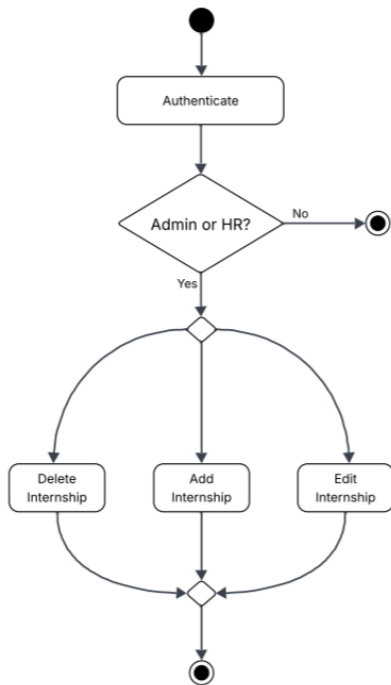 Authenticate
Admin or HR?
No
Yes
Delete
Internship
Add
Internship
Edit
Internship